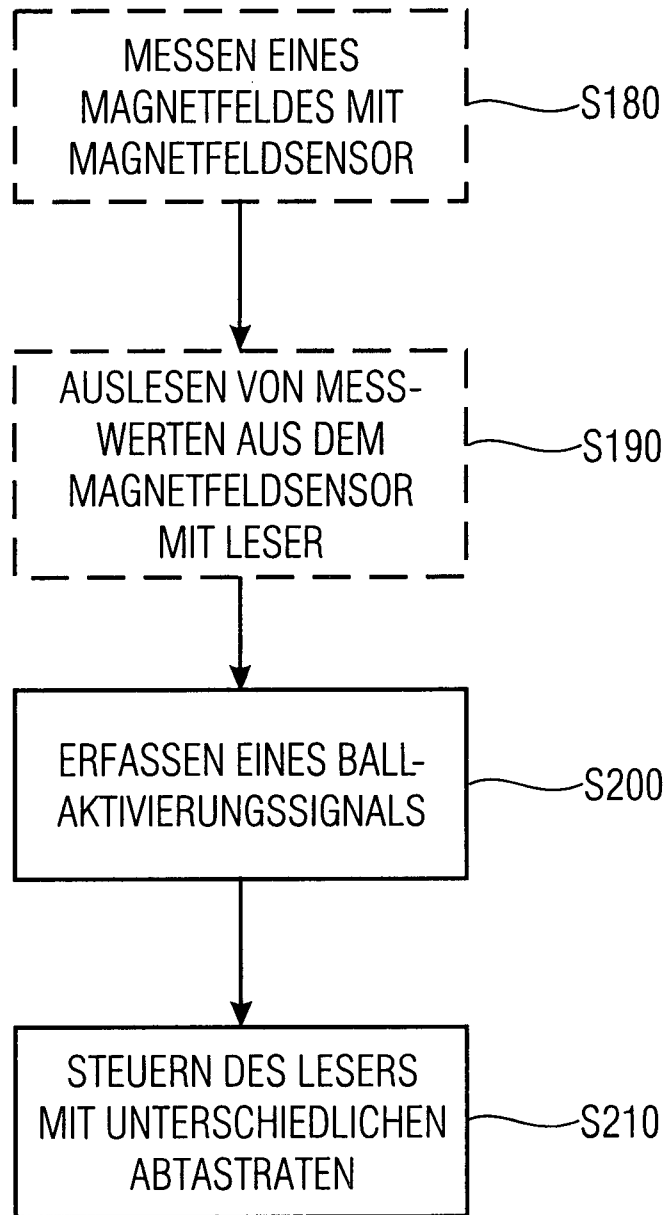 MESSEN EINES
MAGNETFELDES MIT
MAGNETFELDSENSOR
S180
AUSLESEN VON MESS-
WERTEN AUS DEM
MAGNETFELDSENSOR
MIT LESER
S190
ERFASSEN EINES BALL-
AKTIVIERUNGSSIGNALS
S200
STEUERN DES LESERS
MIT UNTERSCHIEDLICHEN
ABTASTRATEN
S210